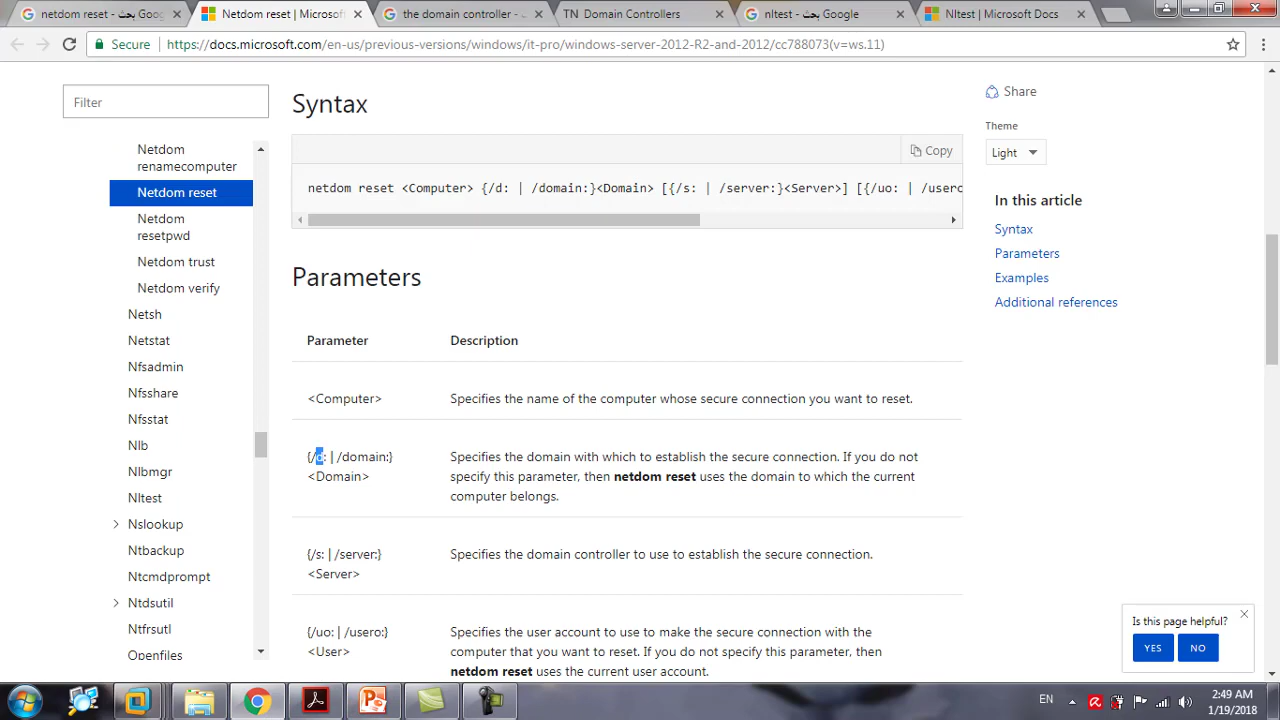 netdom reset - بحث Goog
Netdom reset | Microsoft
the domain controller -
TN Domain Controllers
nltest - بحث Google
Nltest | Microsoft Docs
Secure | https://docs.microsoft.com/en-us/previous-versions/windows/it-pro/windows-server-2012-R2-and-2012/cc788073(v=ws.11)
Filter
Netdom
renamecomputer
Netdom reset
Netdom
resetpwd
Netdom trust
Netdom verify
Netsh
Netstat
Nfsadmin
Nfsshare
Nfsstat
Nlb
Nlbmgr
Nltest
Nslookup
Ntbackup
Ntcmdprompt
Ntdsutil
Ntfrsutl
Openfiles
Syntax
Copy
netdom reset <Computer> {/d: | /domain:}<Domain> [{/s: | /server:}<Server>] [{/uo: | /usero
Parameters
Parameter Description
<Computer> Specifies the name of the computer whose secure connection you want to reset.
{/d: | /domain:} Specifies the domain with which to establish the secure connection. If you do not
<Domain> specify this parameter, then netdom reset uses the domain to which the current
computer belongs.
{/s: | /server:} Specifies the domain controller to use to establish the secure connection.
<Server>
{/uo: | /usero:} Specifies the user account to use to make the secure connection with the
<User> computer that you want to reset. If you do not specify this parameter, then
netdom reset uses the current user account.
Share
Theme
Light
In this article
Syntax
Parameters
Examples
Additional references
Is this page helpful?
YES NO
EN
2:49 AM
1/19/2018